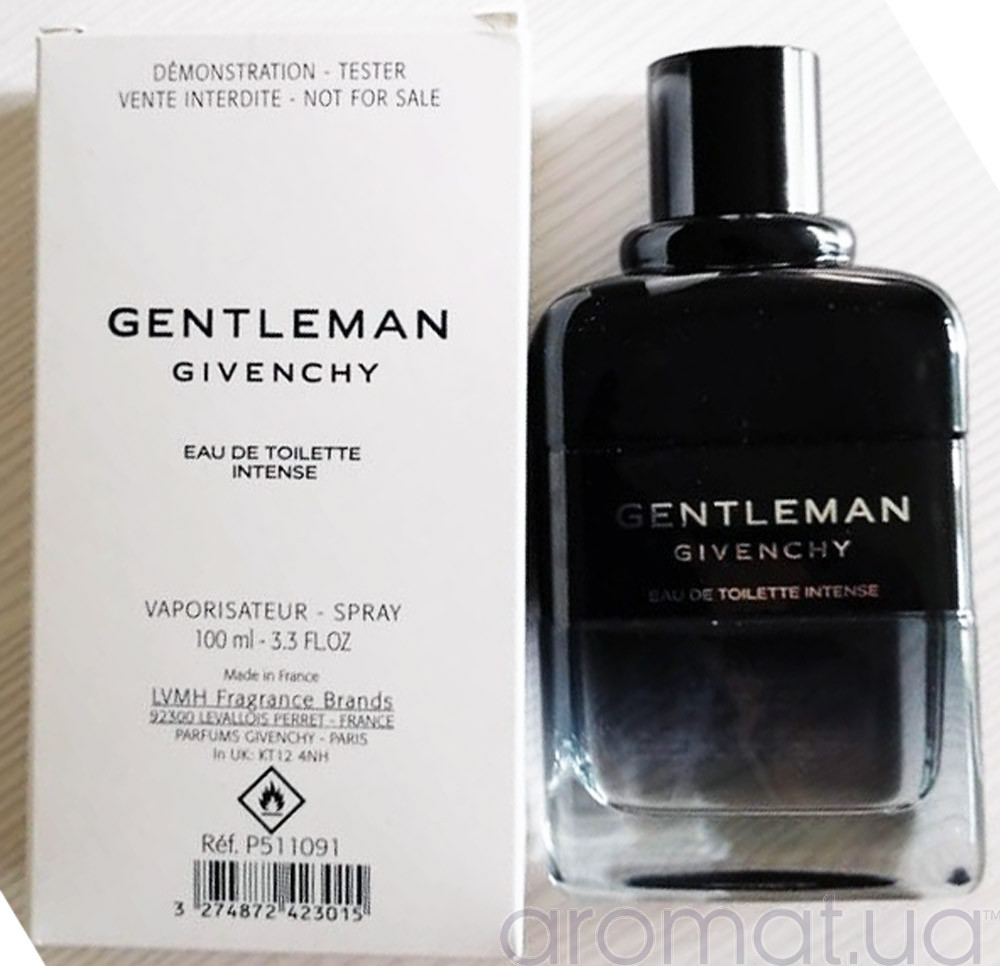 DÉMONSTRATION - TESTER
VENTE INTERDITE - NOT FOR SALE
GENTLEMAN
GIVENCHY
EAU DE TOILETTE
INTENSE
VAPORISATEUR - SPRAY
100 ml - 3.3 FL.OZ
Made in France
LVMH Fragrance Brands
92300 LEVALLOIS PERRET - FRANCE
PARFUMS GIVENCHY - PARIS
In UK: KT12 4NH
Réf. P511091
3 274872 423015
GENTLEMAN
GIVENCHY
EAU DE TOILETTE INTENSE
aromat.ua™